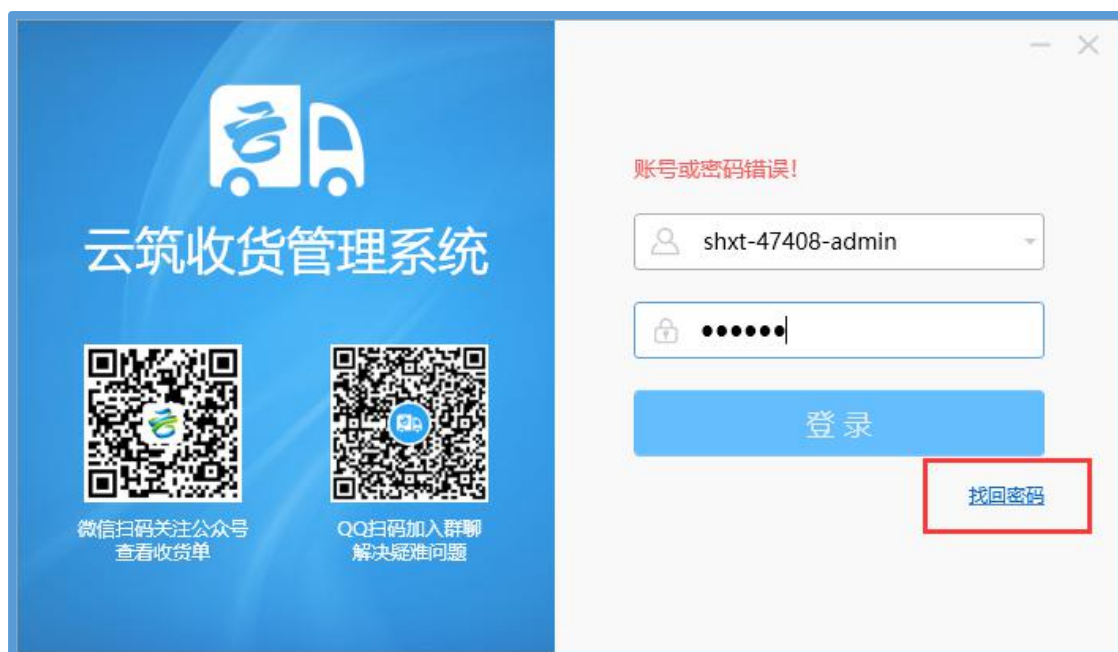 云筑收货管理系统
微信扫码关注公众号
查看收货单
QQ扫码加入群聊
解决疑难问题
账号或密码错误!
shxt-47408-admin
●●●●●●
登录
找回密码